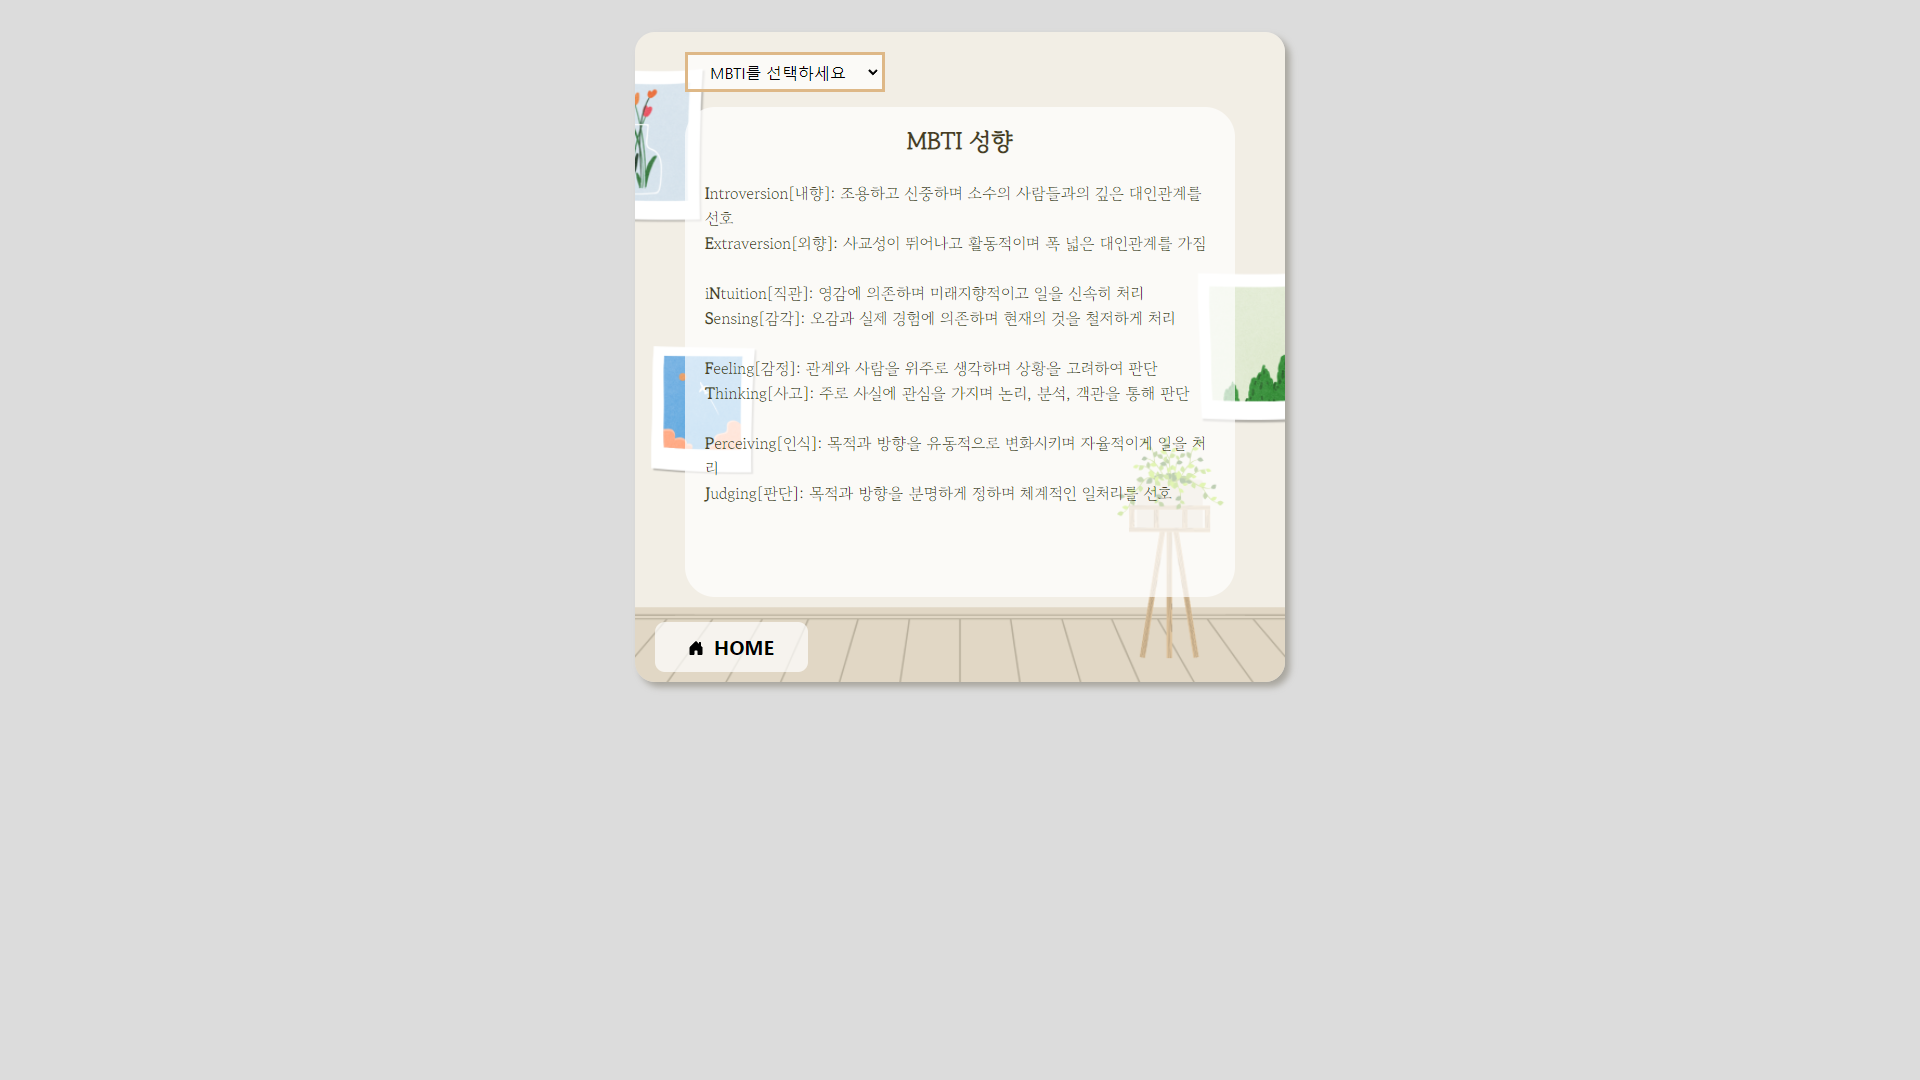 MBTI를 선택하세요
MBTI 성향
Introversion[내향]: 조용하고 신중하며 소수의 사람들과의 깊은 대인관계를
선호
Extraversion[외향]: 사교성이 뛰어나고 활동적이며 폭 넓은 대인관계를 가짐
iNtuition[직관]: 영감에 의존하며 미래지향적이고 일을 신속히 처리
Sensing[감각]: 오감과 실제 경험에 의존하며 현재의 것을 철저하게 처리
Feeling[감정]: 관계와 사람을 위주로 생각하며 상황을 고려하여 판단
Thinking[사고]: 주로 사실에 관심을 가지며 논리, 분석, 객관을 통해 판단
Perceiving[인식]: 목적과 방향을 유동적으로 변화시키며 자율적이게 일을 처
리
Judging[판단]: 목적과 방향을 분명하게 정하며 체계적인 일처리를 선호
HOME